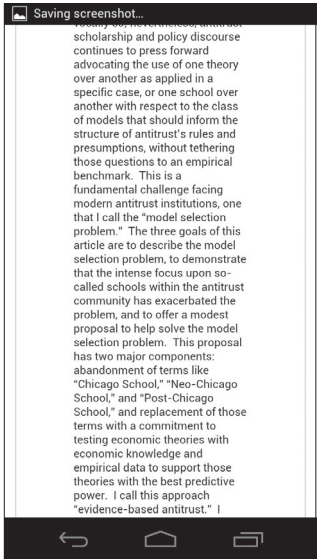 Saving screenshot...
vocally so, nevertheless, antitrust
scholarship and policy discourse
continues to press forward
advocating the use of one theory
over another as applied in a
specific case, or one school over
another with respect to the class
of models that should inform the
structure of antitrust's rules and
presumptions, without tethering
those questions to an empirical
benchmark.  This is a
fundamental challenge facing
modern antitrust institutions, one
that I call the “model selection
problem.”  The three goals of this
article are to describe the model
selection problem, to demonstrate
that the intense focus upon so-
called schools within the antitrust
community has exacerbated the
problem, and to offer a modest
proposal to help solve the model
selection problem.  This proposal
has two major components:
abandonment of terms like
“Chicago School,” “Neo-Chicago
School,” and “Post-Chicago
School,” and replacement of those
terms with a commitment to
testing economic theories with
economic knowledge and
empirical data to support those
theories with the best predictive
power.  I call this approach
“evidence-based antitrust.”  I